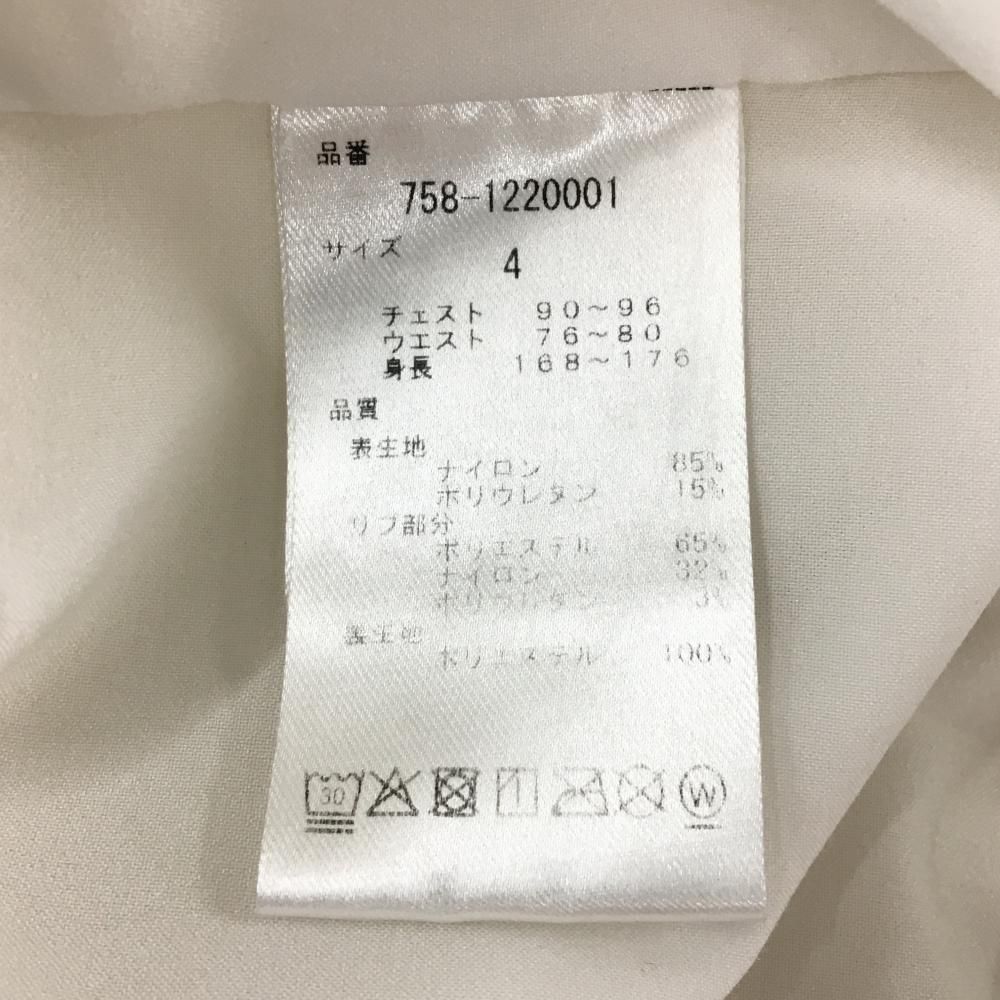 品番
758-1220001
サイズ
4
チェスト 90～96
ウエスト 76～80
身長 168～176
品質
表生地
ナイロン 85%
ポリウレタン 15%
リブ部分
ポリエステル 65%
ナイロン 32%
ポリウレタン 3%
裏生地
ポリエステル 100%
30
W